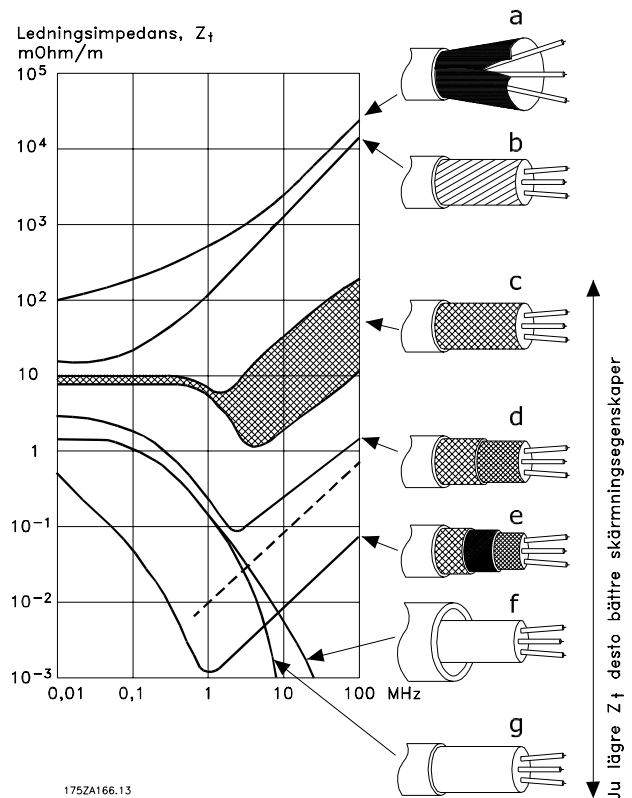 Ledningsimpedans, Zt
mOhm/m
10⁵
10⁴
10³
10²
10
1
10⁻¹
10⁻²
10⁻³
0,01 0,1 1 10 100 MHz
a
b
c
d
e
f
g
Ju lägre Zt desto bättre skärmningsegenskaper
175ZA166.13